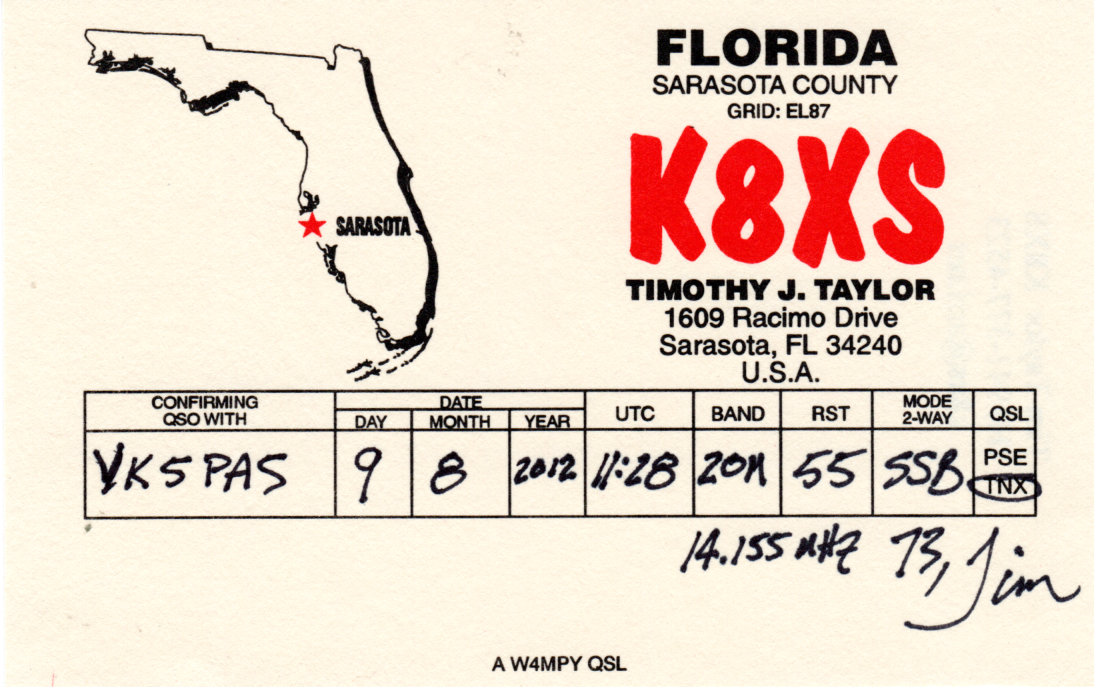 FLORIDA
SARASOTA COUNTY
GRID: EL87
K8XS
SARASOTA
TIMOTHY J. TAYLOR
1609 Racimo Drive
Sarasota, FL 34240
U.S.A.
CONFIRMING QSO WITH DATE UTC BAND RST MODE 2-WAY QSL
DAY MONTH YEAR
VK5PAS 9 8 2012 11:28 20M 55 SSB PSE
TNX
14.155 MHZ 73, Tim
A W4MPY QSL